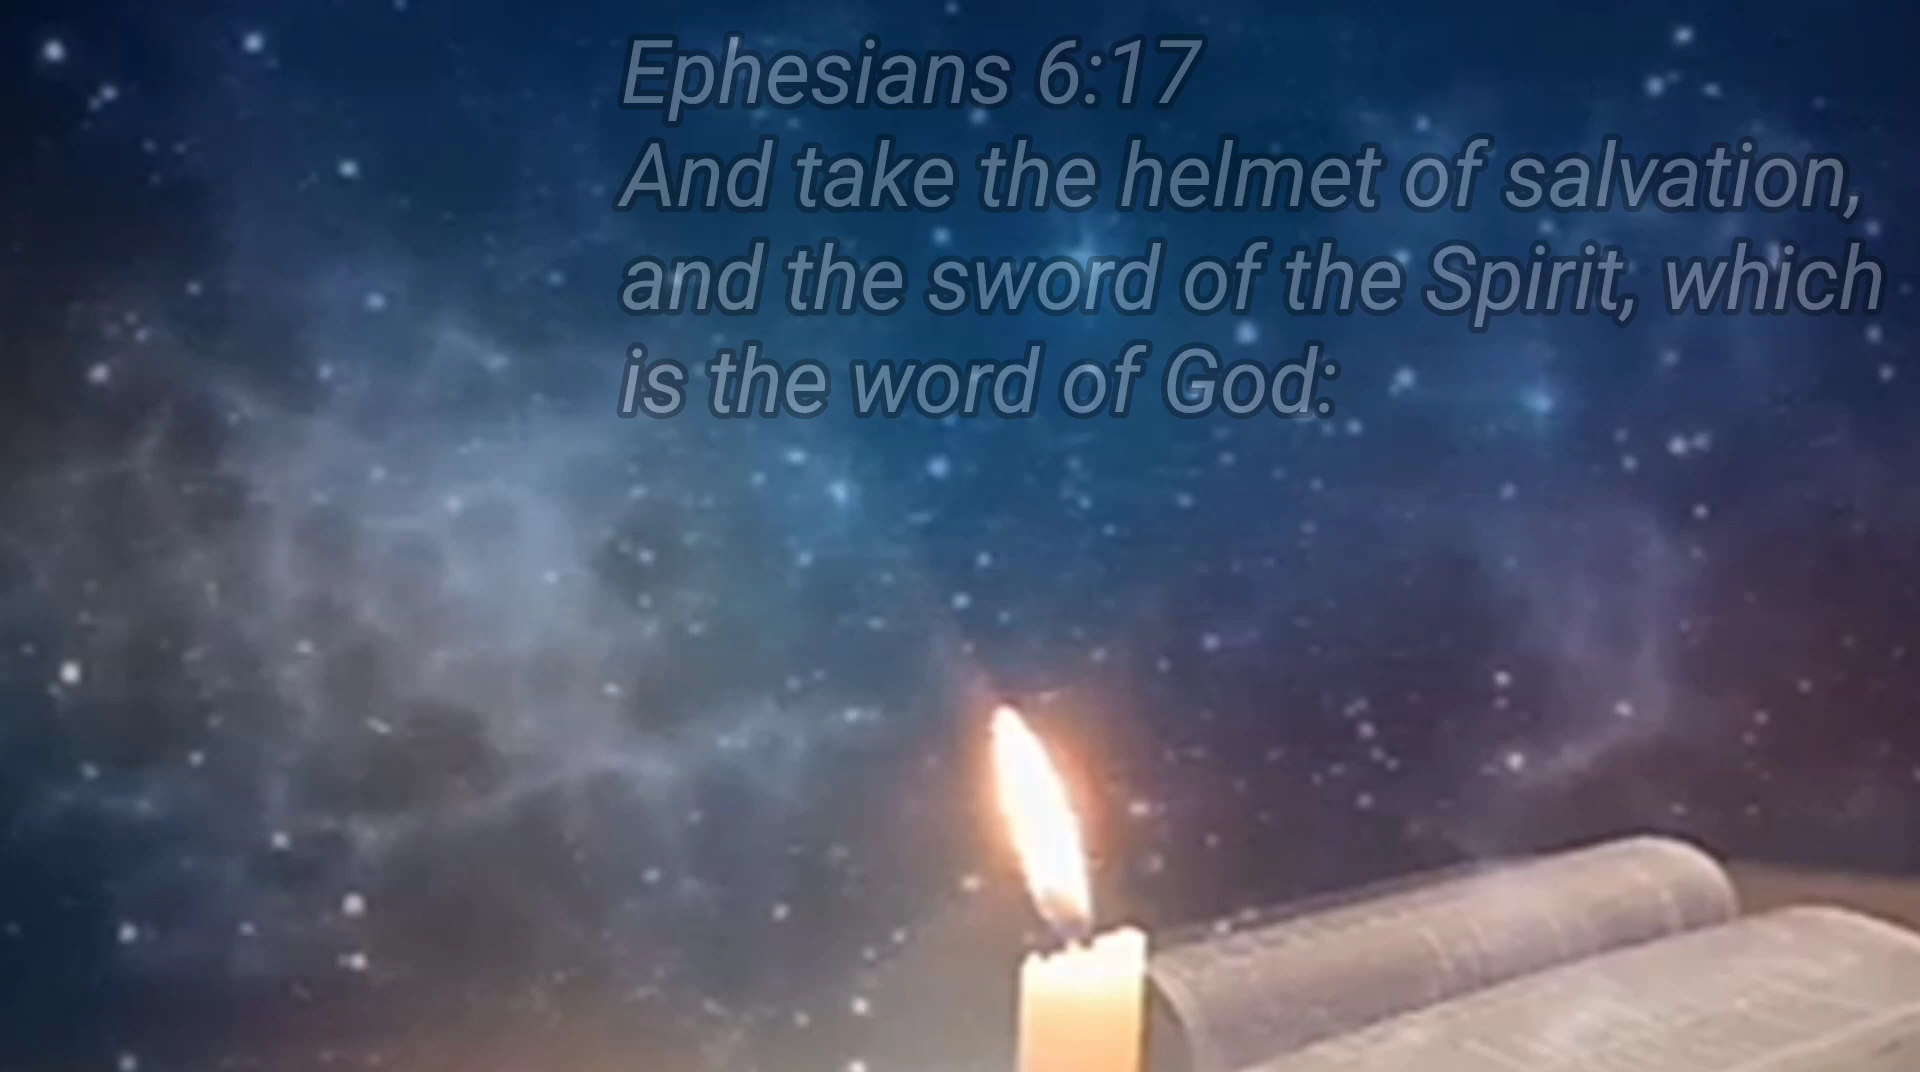 Ephesians 6:17
And take the helmet of salvation,
and the sword of the Spirit, which
is the word of God: